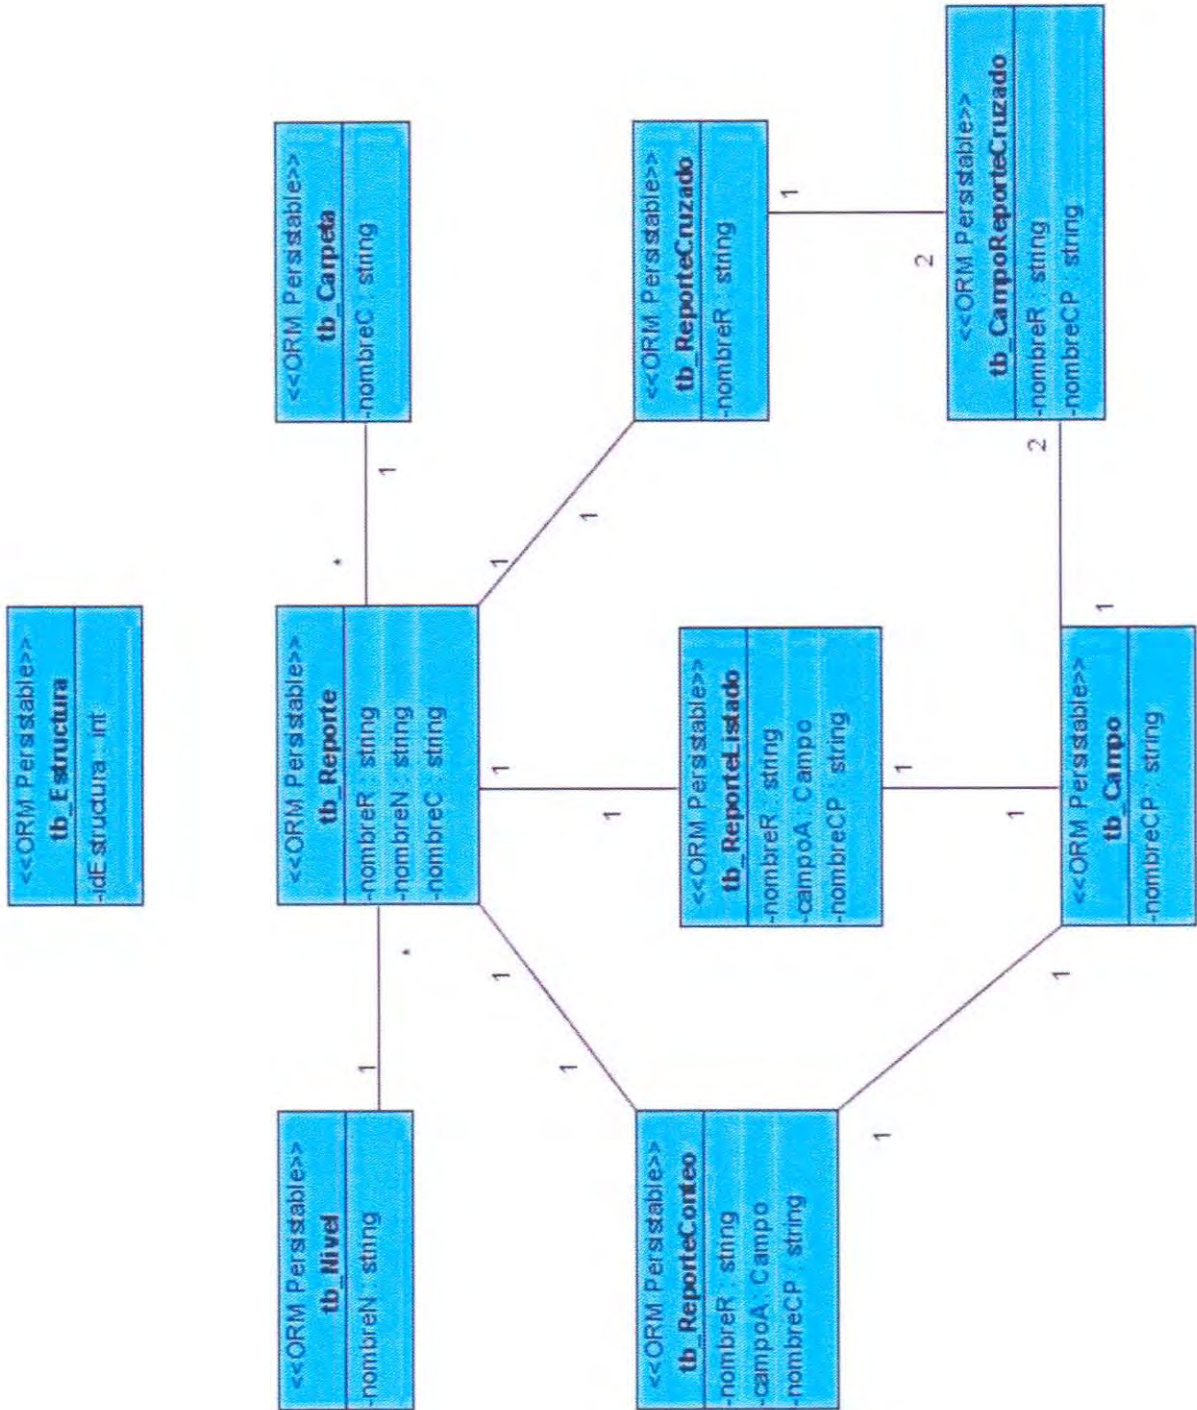 <<ORM Persistable>>
tb_Estructura
-idEstructura : int
<<ORM Persistable>>
tb_Nivel
-nombreN : string
1
*
<<ORM Persistable>>
tb_Reporte
-nombreR : string
-nombreN : string
-nombreC : string
*
1
<<ORM Persistable>>
tb_Carpeta
-nombreC : string
1
1
1
1
1
1
<<ORM Persistable>>
tb_ReporteConteo
-nombreR : string
-campoA : Campo
-nombreCP : string
<<ORM Persistable>>
tb_ReporteListado
-nombreR : string
-campoA : Campo
-nombreCP : string
<<ORM Persistable>>
tb_ReporteCruzado
-nombreR : string
1
1
1
2
1
1
<<ORM Persistable>>
tb_Campo
-nombreCP : string
1
2
<<ORM Persistable>>
tb_CampoReporteCruzado
-nombreR : string
-nombreCP : string